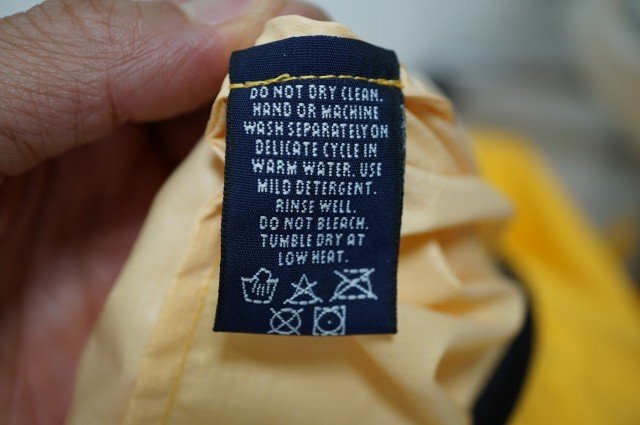 DO NOT DRY CLEAN.
HAND OR MACHINE
WASH SEPARATELY ON
DELICATE CYCLE IN
WARM WATER. USE
MILD DETERGENT.
RINSE WELL.
DO NOT BLEACH.
TUMBLE DRY AT
LOW HEAT.